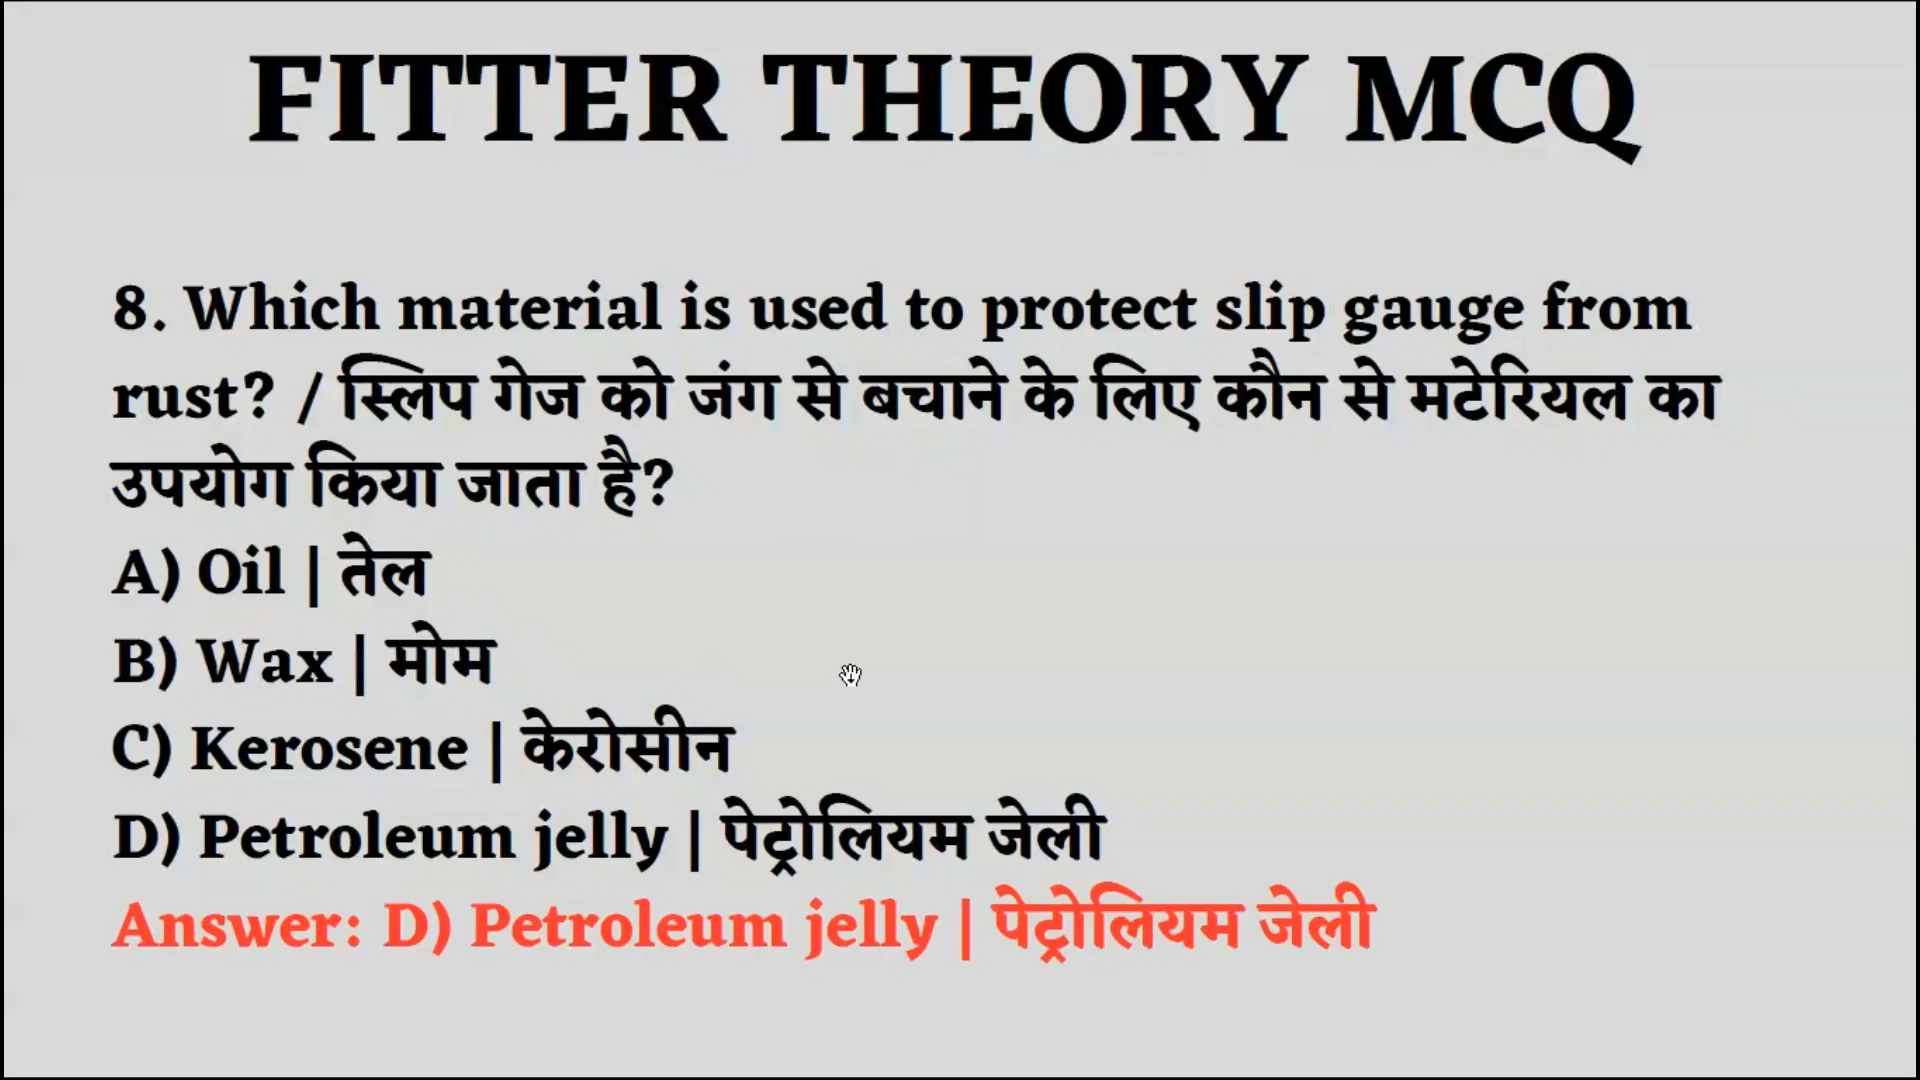 FITTER THEORY MCQ
8. Which material is used to protect slip gauge from
rust? / स्लिप गेज को जंग से बचाने के लिए कौन से मटेरियल का
उपयोग किया जाता है?
A) Oil | तेल
B) Wax | मोम
C) Kerosene | केरोसीन
D) Petroleum jelly | पेट्रोलियम जेली
Answer: D) Petroleum jelly | पेट्रोलियम जेली